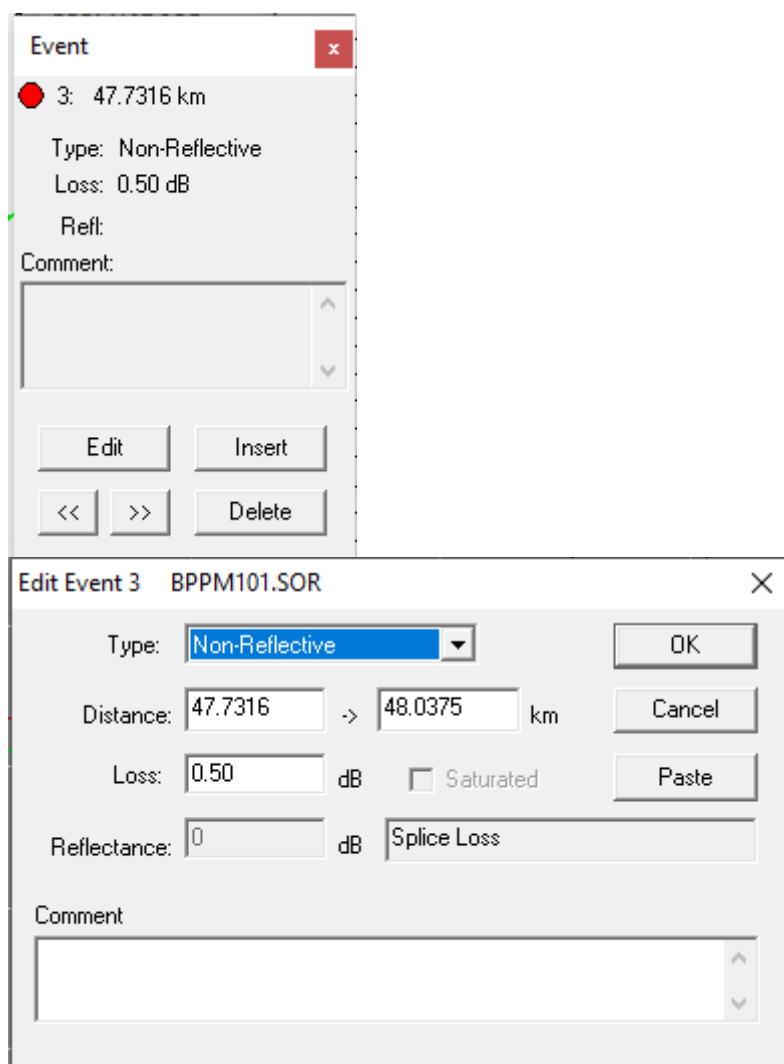 Event x
3: 47.7316 km
Type: Non-Reflective
Loss: 0.50 dB
Refl:
Comment:
Edit Insert
<< >> Delete
Edit Event 3 BPPM101.SOR
Type: Non-Reflective OK
Distance: 47.7316 -> 48.0375 km Cancel
Loss: 0.50 dB Saturated Paste
Reflectance: 0 dB Splice Loss
Comment